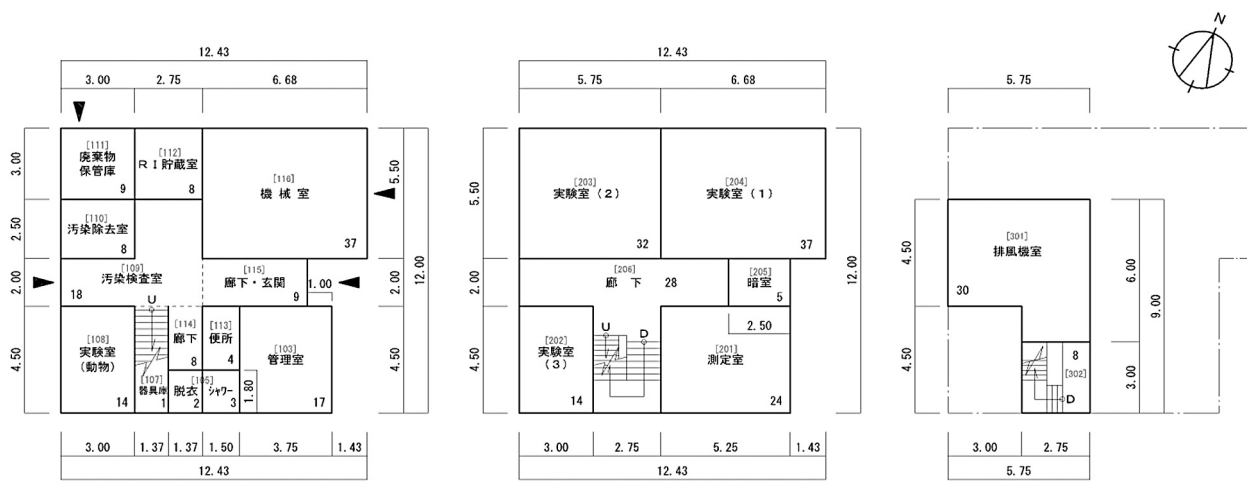 N
12.43
3.00 2.75 6.68
3.00
2.50
2.00
4.50
[111]
廃棄物
保管庫
9
[112]
RI貯蔵室
8
[116]
機械室
37
[110]
汚染除去室
8
[109]
汚染検査室
18
[115]
廊下・玄関
9
1.00
U
[108]
実験室
(動物)
14
[107]
器具庫
1
[114]
廊下
8
[113]
便所
4
[103]
管理室
17
脱衣
2
[105]
シャワー
3
1.80
5.50
2.00
4.50
12.00
3.00 1.37 1.37 1.50 3.75 1.43
12.43
12.43
5.75 6.68
5.50
2.00
4.50
[203]
実験室(2)
32
[204]
実験室(1)
37
[206]
廊下
28
[205]
暗室
5
2.50
[202]
実験室
(3)
14
U
D
[201]
測定室
24
12.00
3.00 2.75 5.25 1.43
12.43
5.75
4.50
4.50
[301]
排風機室
30
8
[302]
D
6.00
3.00
9.00
3.00 2.75
5.75